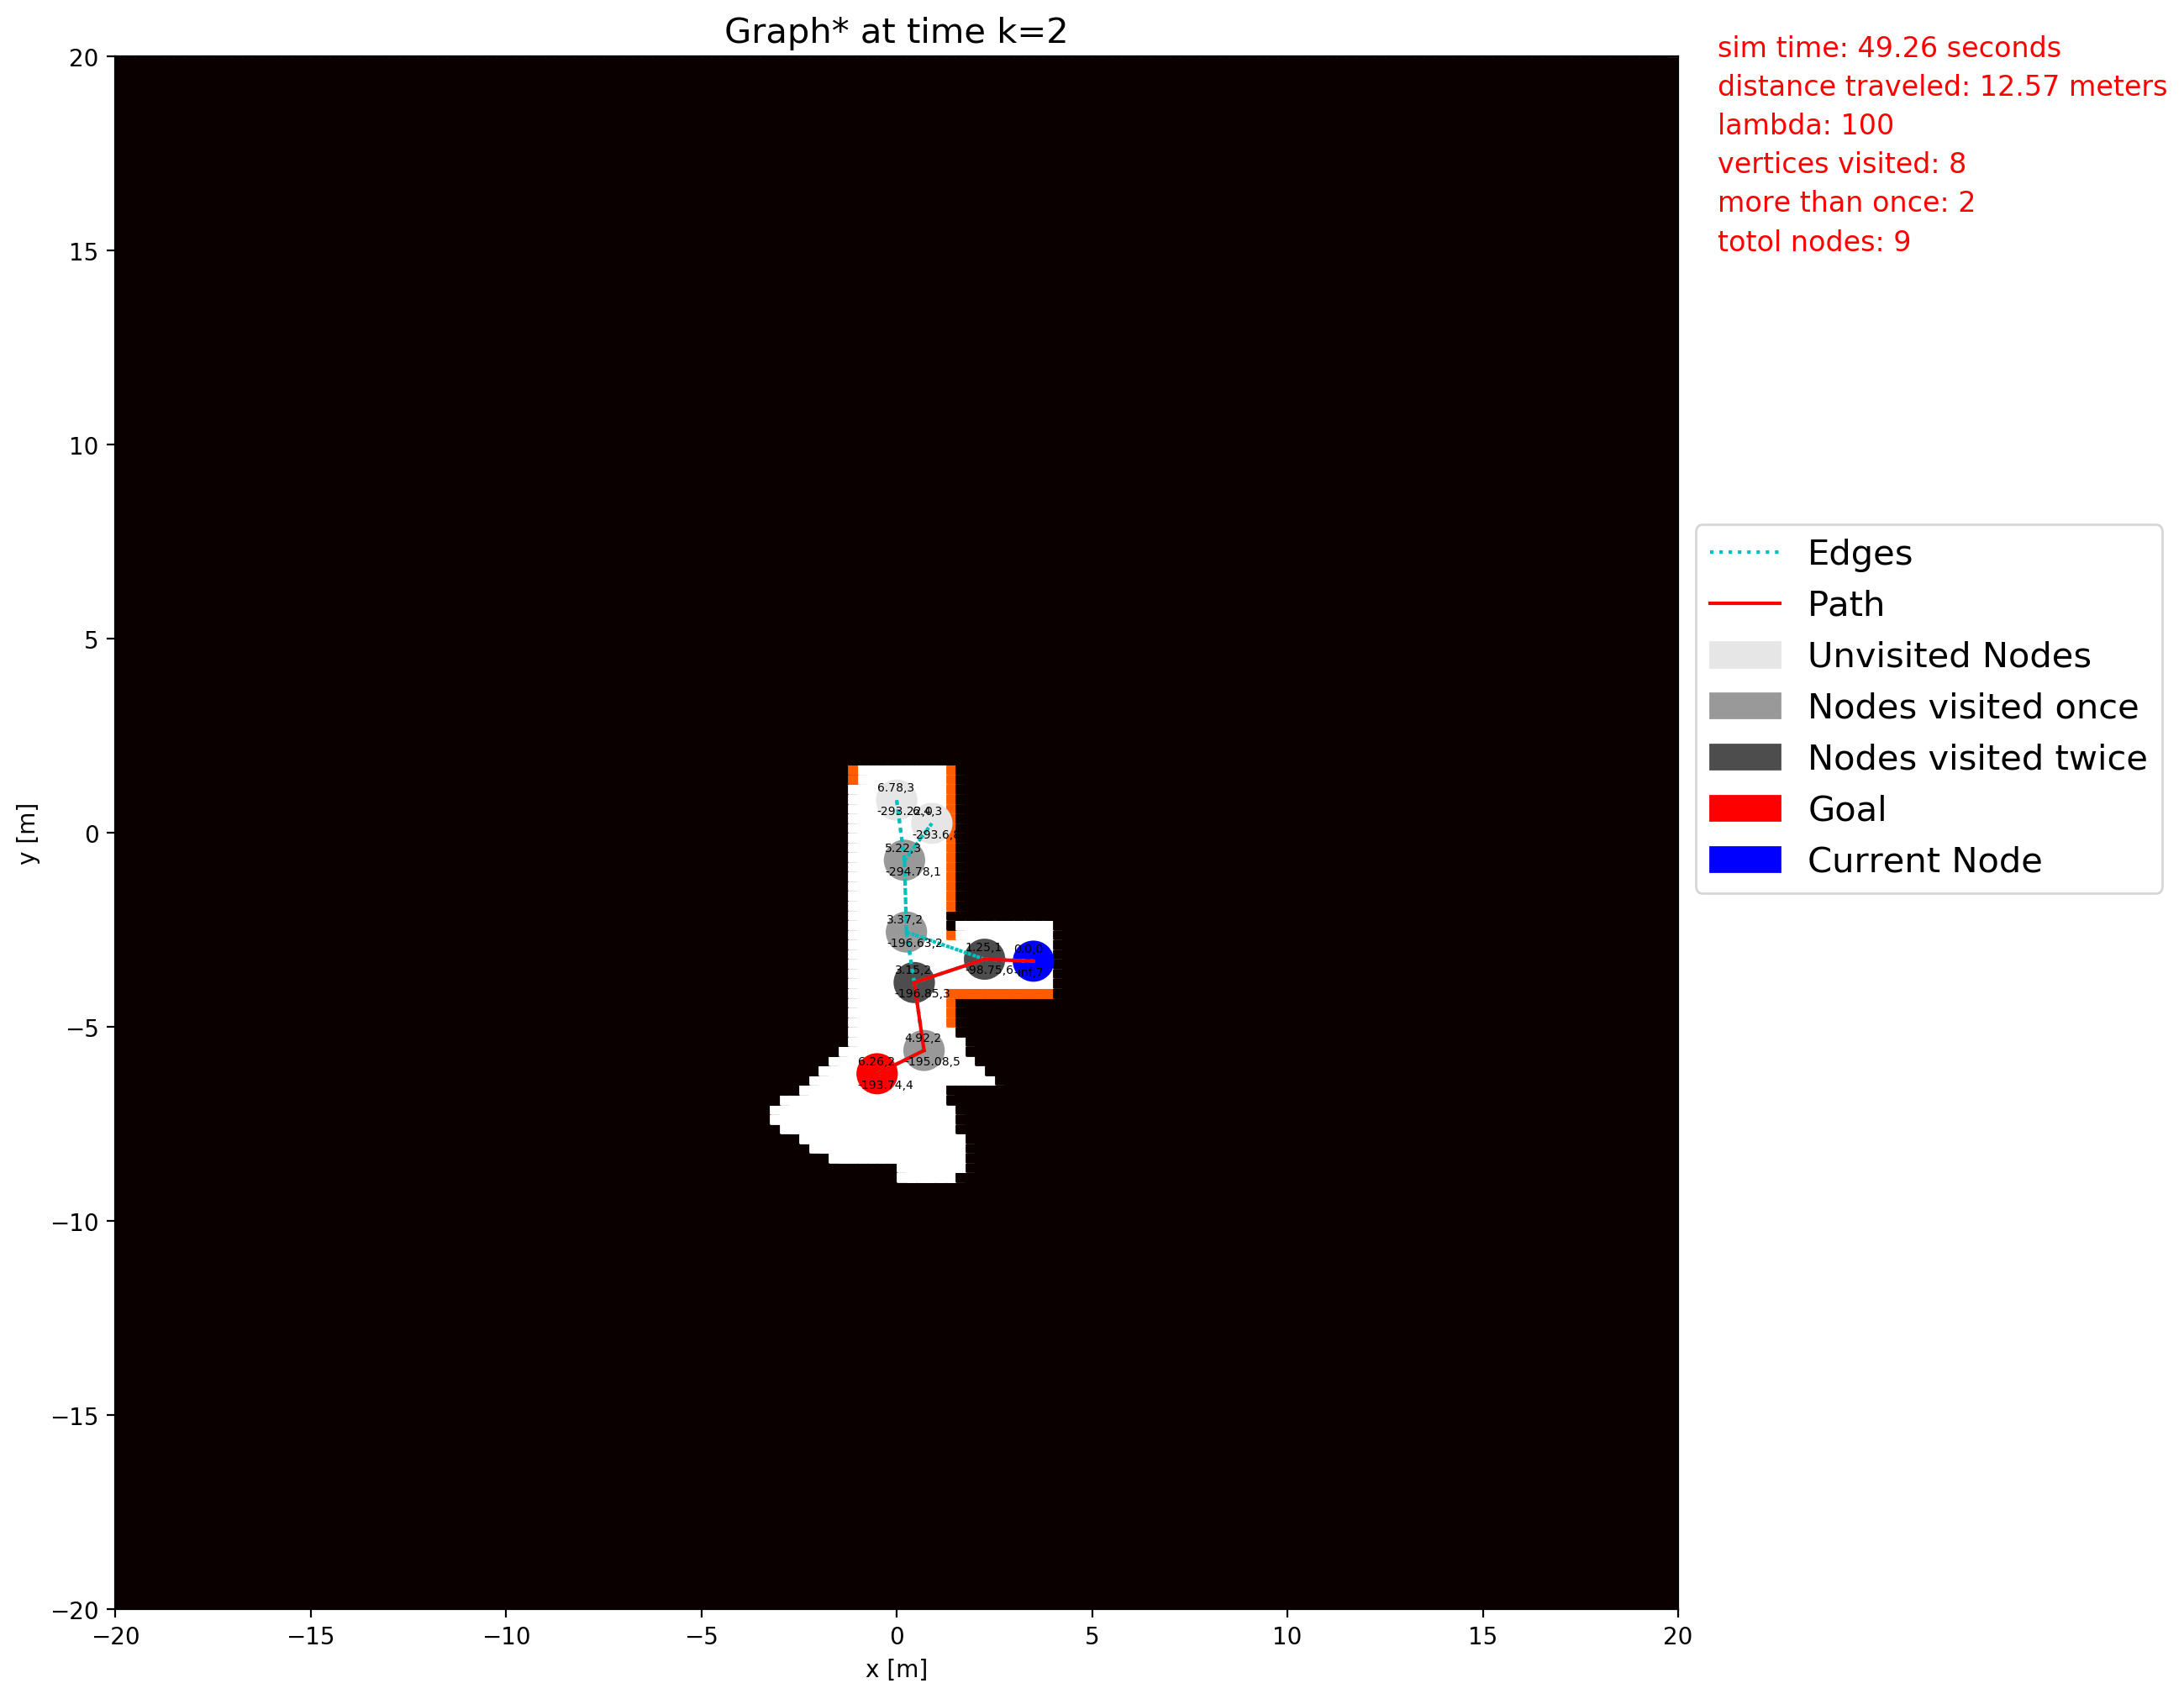 Graph* at time k=2
sim time: 49.26 seconds
distance traveled: 12.57 meters
lambda: 100
vertices visited: 8
more than once: 2
totol nodes: 9
20
15
10
5
0
−5
−10
−15
−20
y [m]
−20
−15
−10
−5
0
5
10
15
20
x [m]
6.78,3
5.22,3
-294.78,1
3.37,2
-196.63,2
1.25,1
-98.75,6
3.15,2
-196.85,3
4.92,2
-195.08,5
6.26,2
-193.74,4
Edges
Path
Unvisited Nodes
Nodes visited once
Nodes visited twice
Goal
Current Node